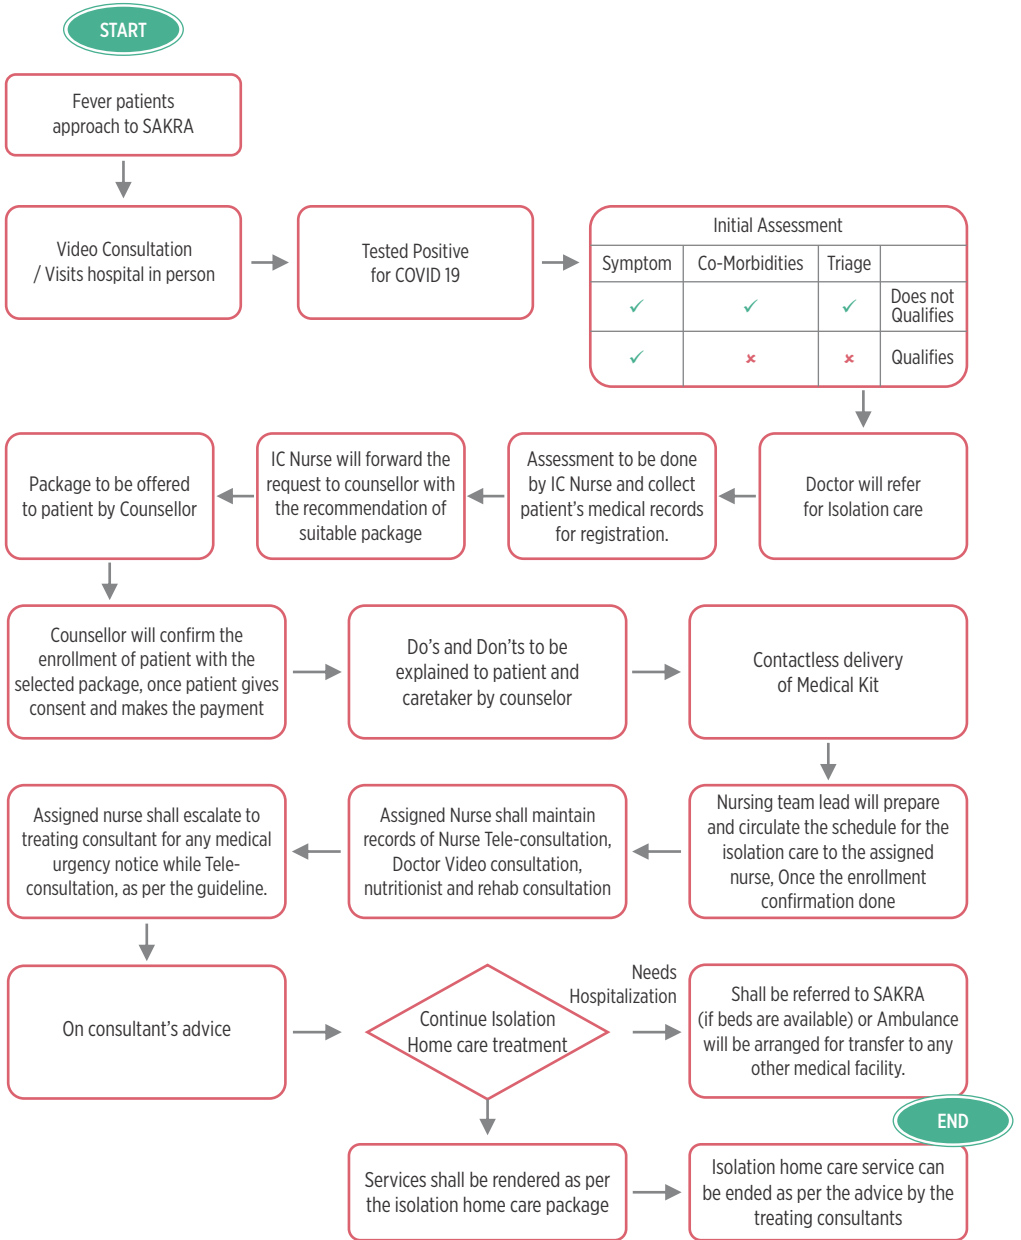 START
Fever patients
approach to SAKRA
Video Consultation
/ Visits hospital in person
Tested Positive
for COVID 19
Initial Assessment
Symptom Co-Morbidities Triage
✓ ✓ ✓ Does not
Qualifies
✓ ✗ ✗ Qualifies
Doctor will refer
for Isolation care
Assessment to be done
by IC Nurse and collect
patient's medical records
for registration.
IC Nurse will forward the
request to counsellor with
the recommendation of
suitable package
Package to be offered
to patient by Counsellor
Counsellor will confirm the
enrollment of patient with the
selected package, once patient gives
consent and makes the payment
Do's and Don'ts to be
explained to patient and
caretaker by counselor
Contactless delivery
of Medical Kit
Nursing team lead will prepare
and circulate the schedule for the
isolation care to the assigned
nurse, Once the enrollment
confirmation done
Assigned Nurse shall maintain
records of Nurse Tele-consultation,
Doctor Video consultation,
nutritionist and rehab consultation
Assigned nurse shall escalate to
treating consultant for any medical
urgency notice while Tele-
consultation, as per the guideline.
On consultant's advice
Continue Isolation
Home care treatment
Needs
Hospitalization
Shall be referred to SAKRA
(if beds are available) or Ambulance
will be arranged for transfer to any
other medical facility.
END
Services shall be rendered as per
the isolation home care package
Isolation home care service can
be ended as per the advice by the
treating consultants